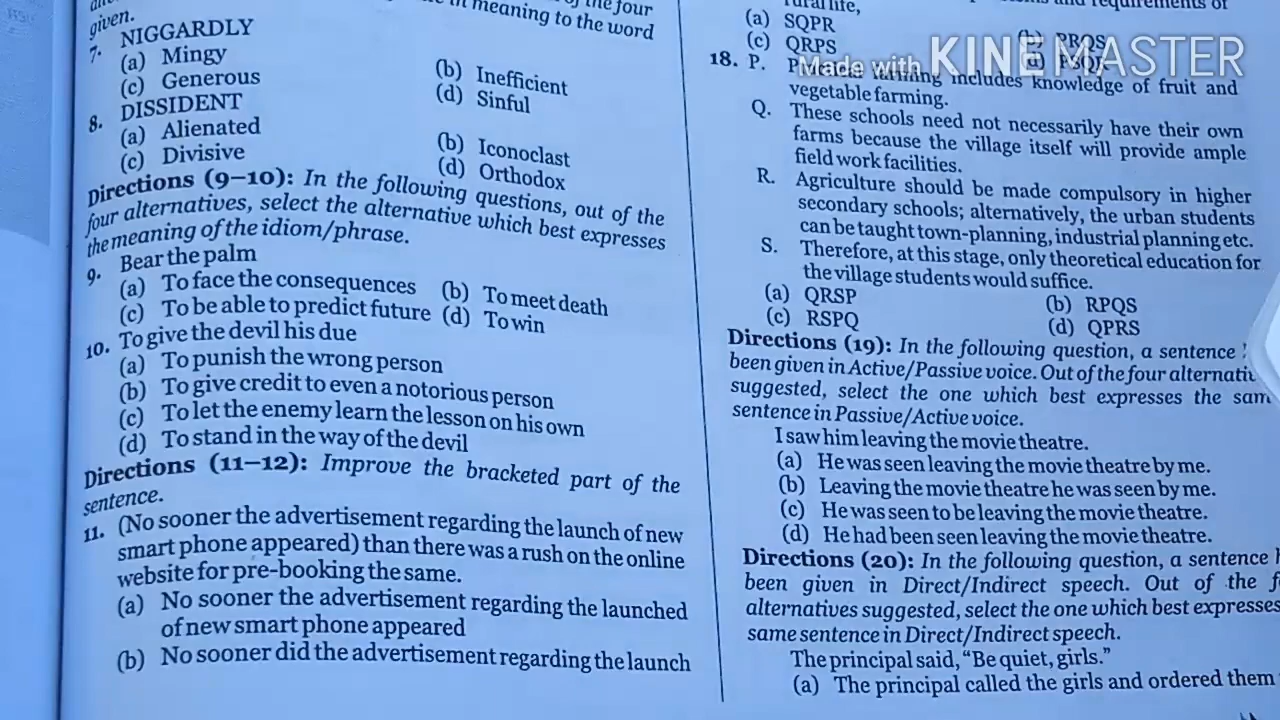 given.
in meaning to the word
7. NIGGARDLY
(a) Mingy
(b) Inefficient
(c) Generous
(d) Sinful
8. DISSIDENT
(a) Alienated
(b) Iconoclast
(c) Divisive
(d) Orthodox
Directions (9–10): In the following questions, out of the
four alternatives, select the alternative which best expresses
the meaning of the idiom/phrase.
9. Bear the palm
(a) To face the consequences (b) To meet death
(c) To be able to predict future (d) To win
10. To give the devil his due
(a) To punish the wrong person
(b) To give credit to even a notorious person
(c) To let the enemy learn the lesson on his own
(d) To stand in the way of the devil
Directions (11–12): Improve the bracketed part of the
sentence.
11. (No sooner the advertisement regarding the launch of new
smart phone appeared) than there was a rush on the online
website for pre-booking the same.
(a) No sooner the advertisement regarding the launched
of new smart phone appeared
(b) No sooner did the advertisement regarding the launch
(a) SQPR
(c) QRPS
Made with KINEMASTER
18. P. includes knowledge of fruit and
vegetable farming.
Q. These schools need not necessarily have their own
farms because the village itself will provide ample
field work facilities.
R. Agriculture should be made compulsory in higher
secondary schools; alternatively, the urban students
can be taught town-planning, industrial planning etc.
S. Therefore, at this stage, only theoretical education for
the village students would suffice.
(a) QRSP
(b) RPQS
(c) RSPQ
(d) QPRS
Directions (19): In the following question, a sentence
been given in Active/Passive voice. Out of the four alternativ
suggested, select the one which best expresses the sam
sentence in Passive/Active voice.
I saw him leaving the movie theatre.
(a) He was seen leaving the movie theatre by me.
(b) Leaving the movie theatre he was seen by me.
(c) He was seen to be leaving the movie theatre.
(d) He had been seen leaving the movie theatre.
Directions (20): In the following question, a sentence
been given in Direct/Indirect speech. Out of the f
alternatives suggested, select the one which best expresses
same sentence in Direct/Indirect speech.
The principal said, “Be quiet, girls.”
(a) The principal called the girls and ordered them